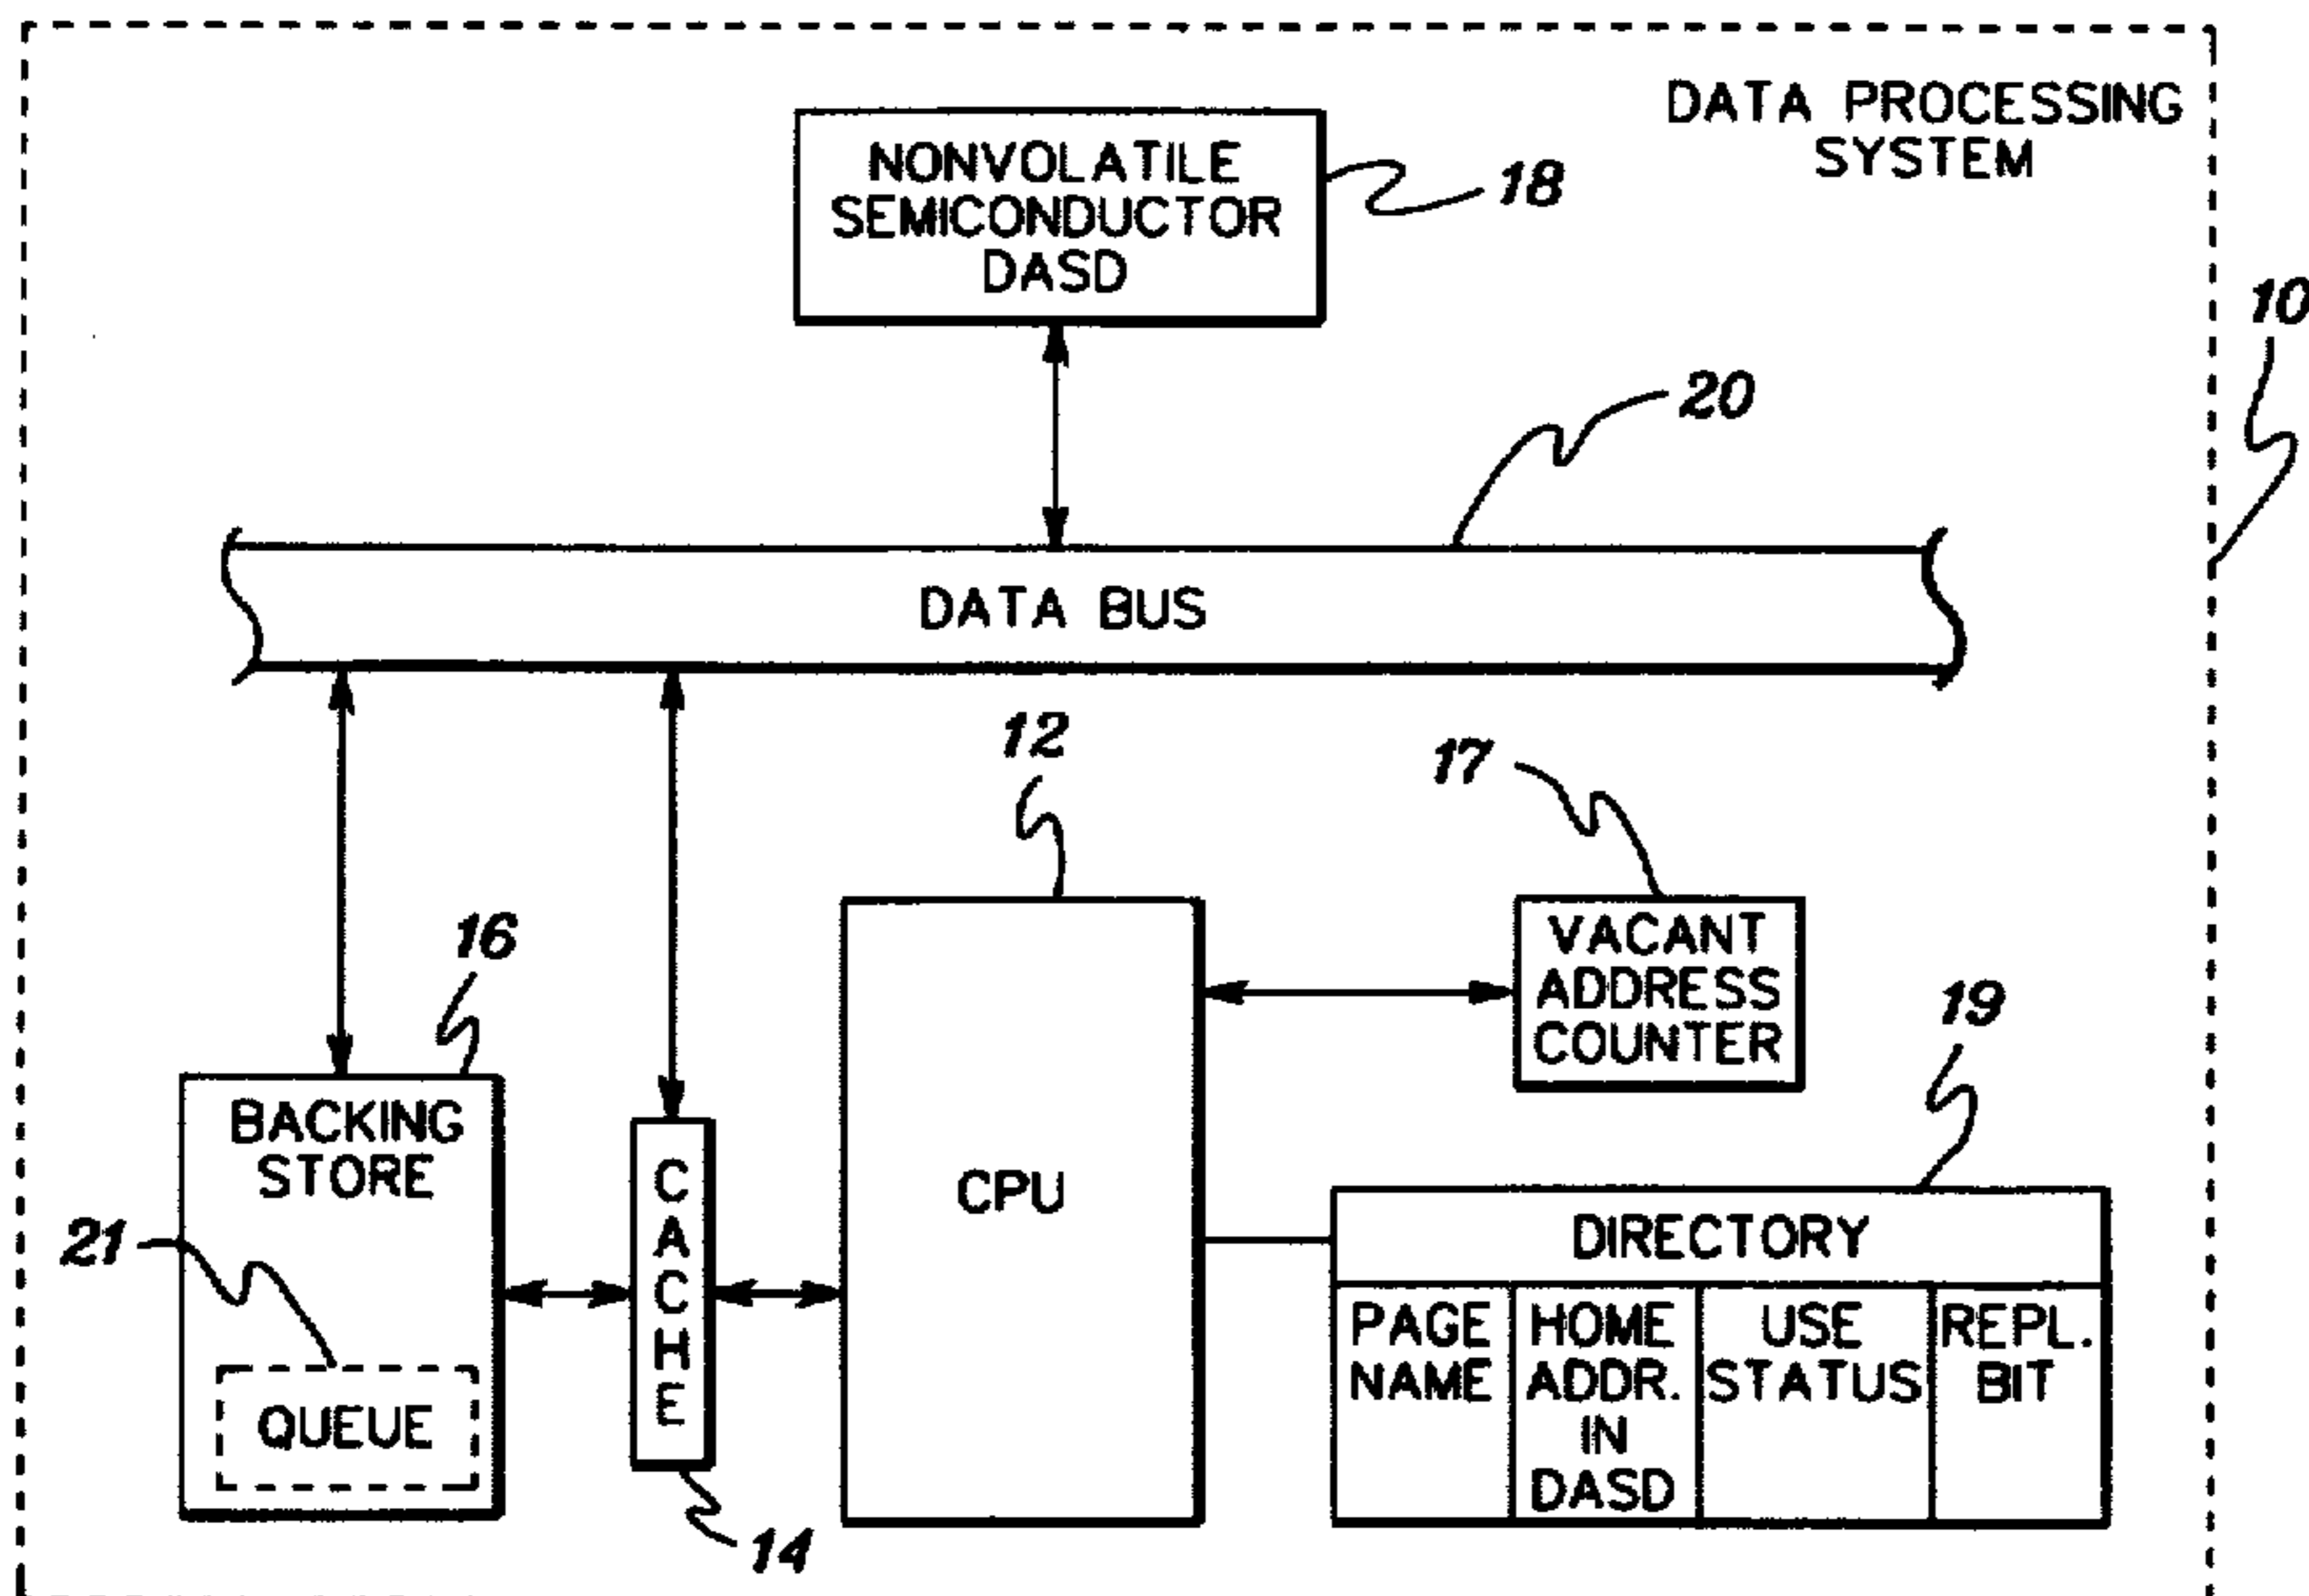 DATA PROCESSING
SYSTEM
NONVOLATILE
SEMICONDUCTOR
DASD
18
10
20
DATA BUS
12
17
16
VACANT
ADDRESS
COUNTER
19
BACKING
STORE
21
QUEUE
CACHE
14
CPU
DIRECTORY
PAGE
NAME
HOME
ADDR.
IN
DASD
USE
STATUS
REPL.
BIT